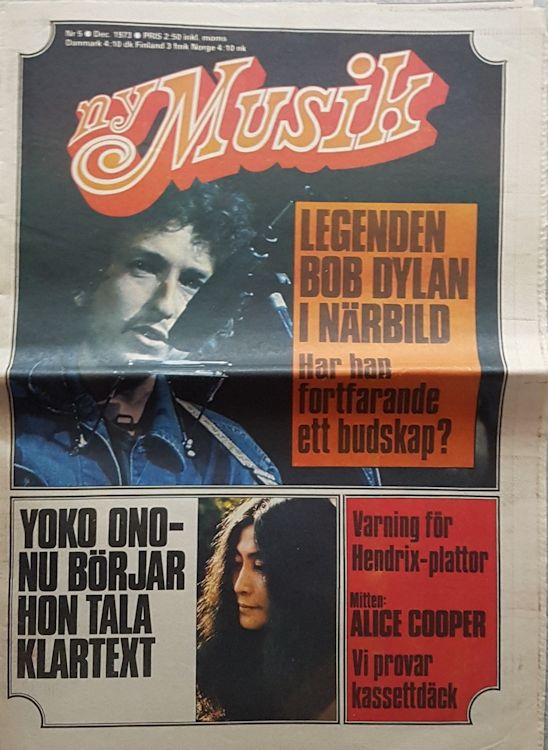 Nr 5 ● Dec. 1973 ● PRIS 2:50 inkl. moms
Danmark 4:10 dk Finland 3 fmk Norge 4:10 nk
ny Musik
LEGENDEN
BOB DYLAN
I NÄRBILD
Har han
fortfarande
ett budskap?
YOKO ONO-
NU BÖRJAR
HON TALA
KLARTEXT
Varning för
Hendrix-plattor
Mitten:
ALICE COOPER
Vi provar
kassettdäck